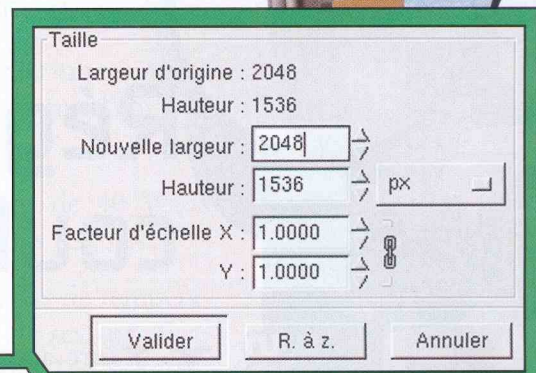 Taille
Largeur d'origine : 2048
Hauteur : 1536
Nouvelle largeur : 2048
Hauteur : 1536 px
Facteur d'échelle X : 1.0000
Y : 1.0000
Valider R. à z. Annuler